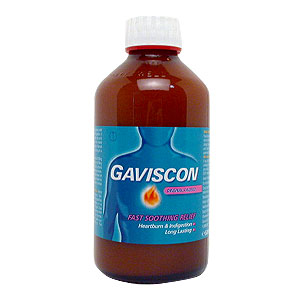 GAVISCON
FAST SOOTHING RELIEF
Heartburn & Indigestion
Long Lasting